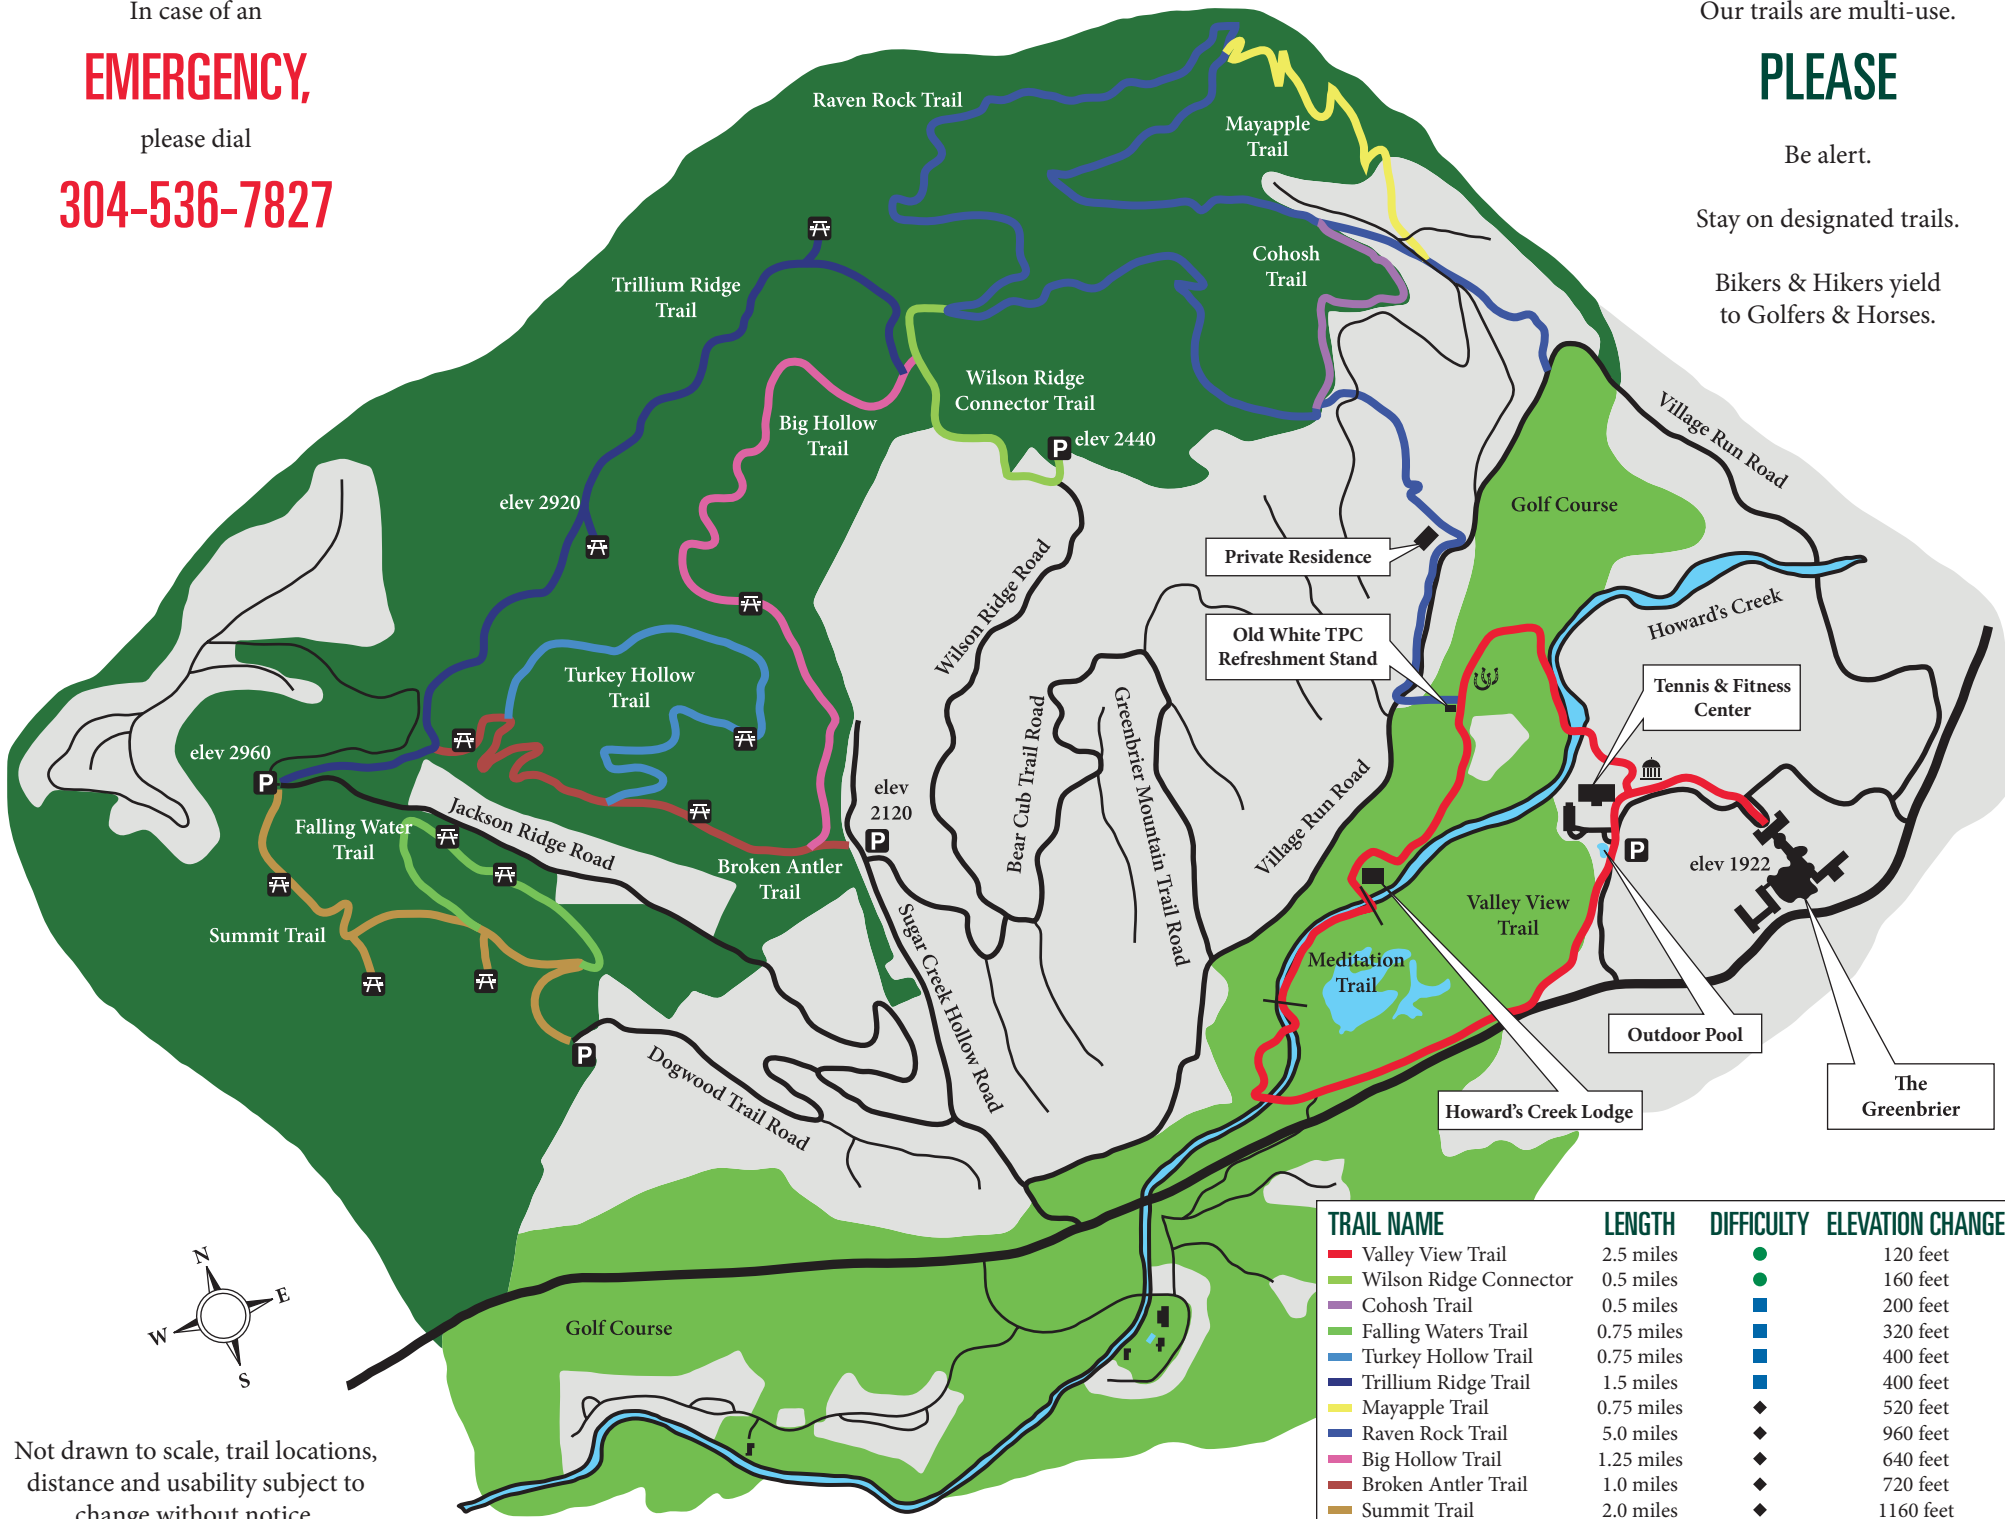 In case of an
EMERGENCY,
please dial
304-536-7827
Our trails are multi-use.
PLEASE
Be alert.
Stay on designated trails.
Bikers & Hikers yield
to Golfers & Horses.
Raven Rock Trail
Mayapple
Trail
Cohosh
Trail
Trillium Ridge
Trail
Wilson Ridge
Connector Trail
Big Hollow
Trail
P
elev 2440
Village Run Road
elev 2920
Golf Course
Private Residence
Wilson Ridge Road
Howard's Creek
Old White TPC
Refreshment Stand
Turkey Hollow
Trail
Tennis & Fitness
Center
Bear Cub Trail Road
Greenbrier Mountain Trail Road
elev 2960
P
elev
2120
P
Village Run Road
Jackson Ridge Road
Falling Water
Trail
P
elev 1922
Broken Antler
Trail
Valley View
Trail
Summit Trail
Sugar Creek Hollow Road
Meditation
Trail
P
Outdoor Pool
Dogwood Trail Road
Howard's Creek Lodge
The
Greenbrier
N
E
W
S
Golf Course
TRAIL NAME LENGTH DIFFICULTY ELEVATION CHANGE
Valley View Trail 2.5 miles 120 feet
Wilson Ridge Connector 0.5 miles 160 feet
Cohosh Trail 0.5 miles 200 feet
Falling Waters Trail 0.75 miles 320 feet
Turkey Hollow Trail 0.75 miles 400 feet
Trillium Ridge Trail 1.5 miles 400 feet
Mayapple Trail 0.75 miles 520 feet
Raven Rock Trail 5.0 miles 960 feet
Big Hollow Trail 1.25 miles 640 feet
Broken Antler Trail 1.0 miles 720 feet
Summit Trail 2.0 miles 1160 feet
Not drawn to scale, trail locations,
distance and usability subject to
change without notice